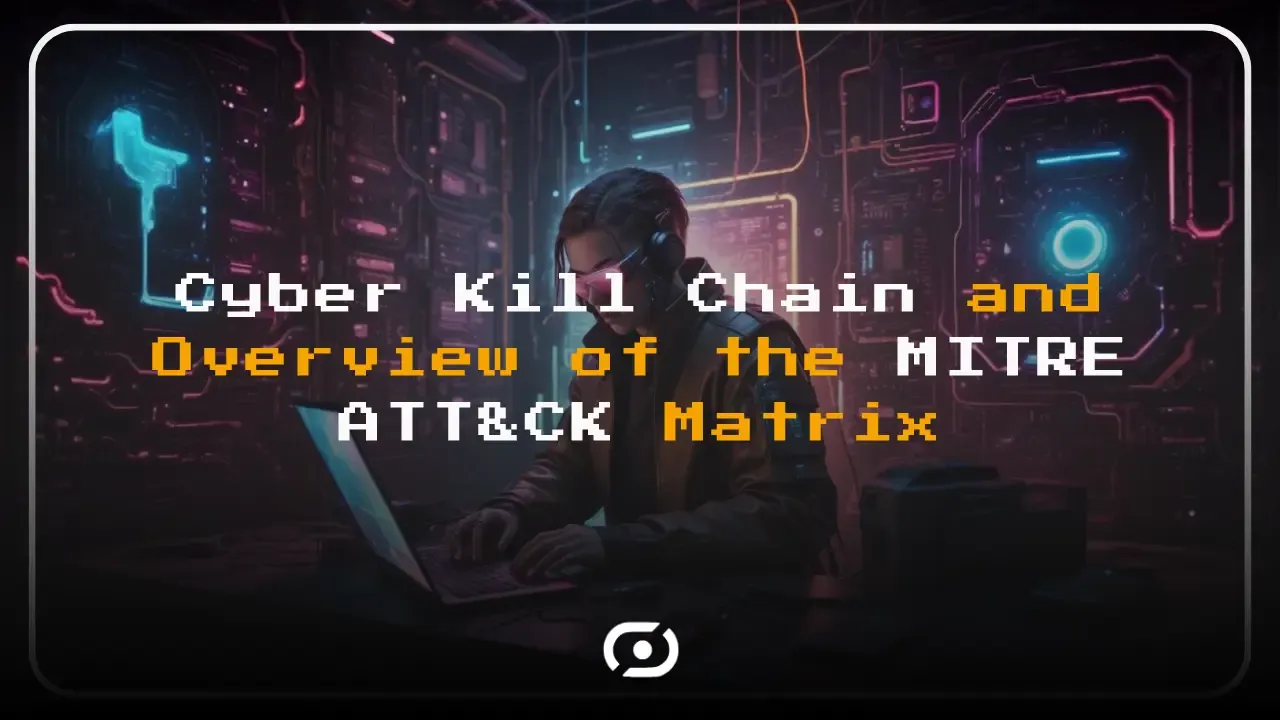 Cyber Kill Chain and
Overview of the MITRE
ATT&CK Matrix